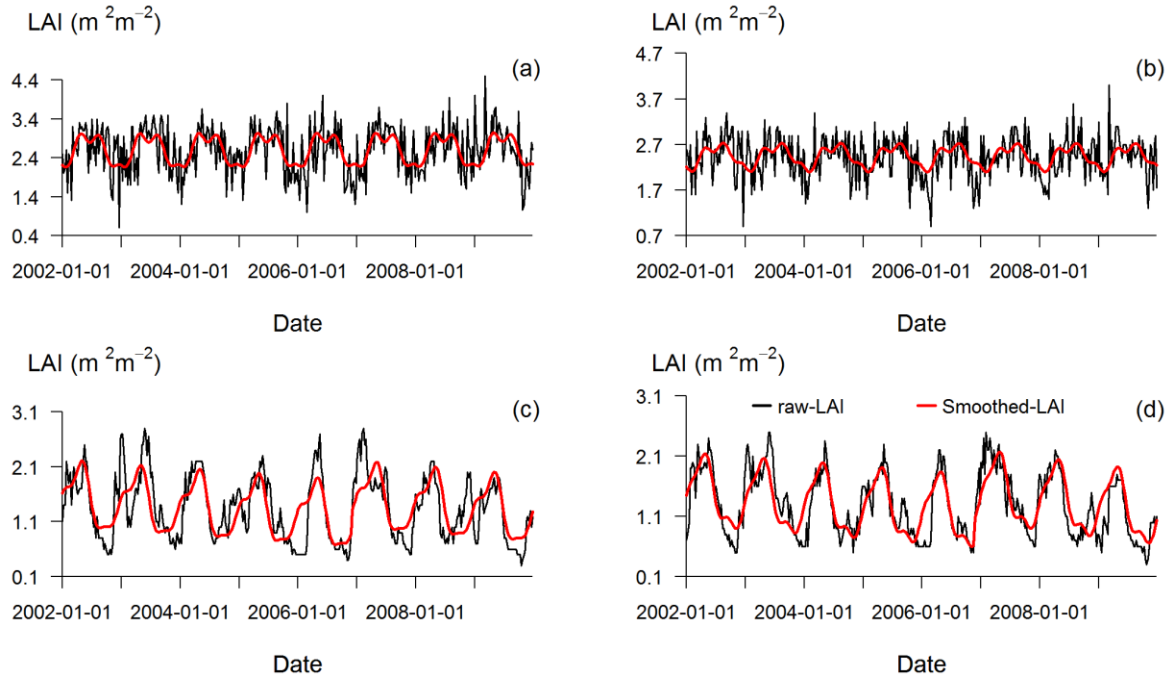 LAI (m ²m⁻²)
(a)
4.4
3.4
2.4
1.4
0.4
2002-01-01 2004-01-01 2006-01-01 2008-01-01
Date
LAI (m ²m⁻²)
(b)
4.7
3.7
2.7
1.7
0.7
2002-01-01 2004-01-01 2006-01-01 2008-01-01
Date
LAI (m ²m⁻²)
(c)
3.1
2.1
1.1
0.1
2002-01-01 2004-01-01 2006-01-01 2008-01-01
Date
LAI (m ²m⁻²)
3.1
raw-LAI Smoothed-LAI (d)
2.1
1.1
0.1
2002-01-01 2004-01-01 2006-01-01 2008-01-01
Date